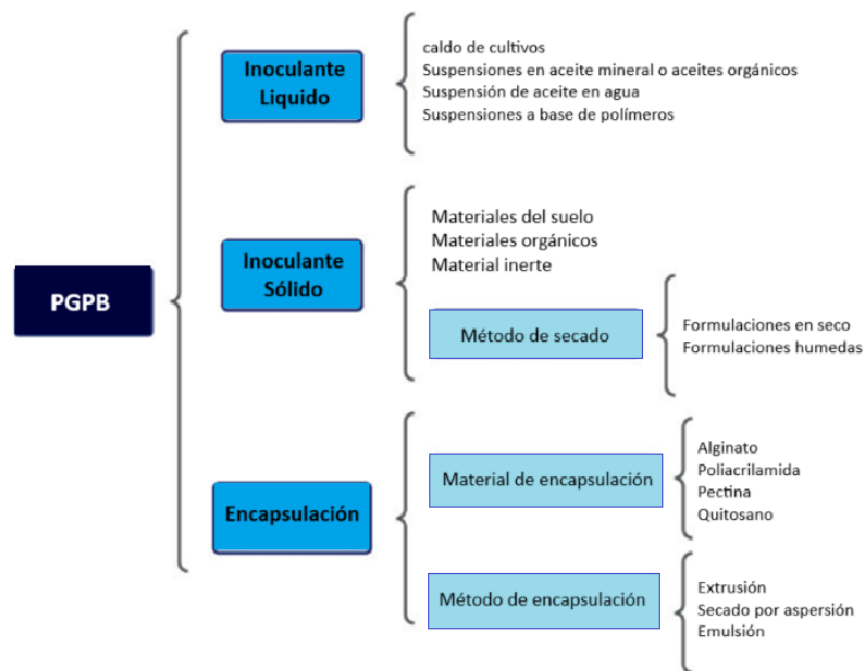 PGPB
Inoculante
Liquido
caldo de cultivos
Suspensiones en aceite mineral o aceites orgánicos
Suspensión de aceite en agua
Suspensiones a base de polímeros
Inoculante
Sólido
Materiales del suelo
Materiales orgánicos
Material inerte
Método de secado
Formulaciones en seco
Formulaciones humedas
Encapsulación
Material de encapsulación
Alginato
Poliacrilamida
Pectina
Quitosano
Método de encapsulación
Extrusión
Secado por aspersión
Emulsión